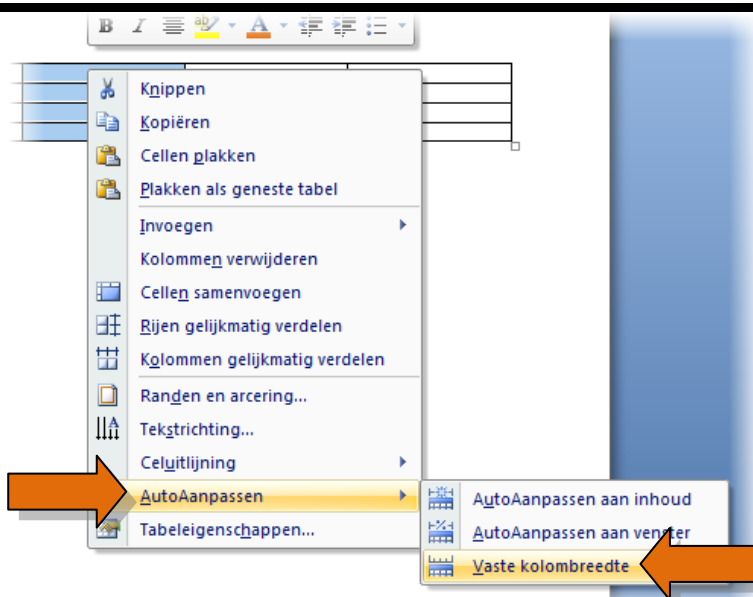 B I A
Knippen
Kopiëren
Cellen plakken
Plakken als geneste tabel
Invoegen
Kolommen verwijderen
Cellen samenvoegen
Rijen gelijkmatig verdelen
Kolommen gelijkmatig verdelen
Randen en arcering...
Tekstrichting...
Celuitlijning
AutoAanpassen
Tabeleigenschappen...
AutoAanpassen aan inhoud
AutoAanpassen aan venster
Vaste kolombreedte